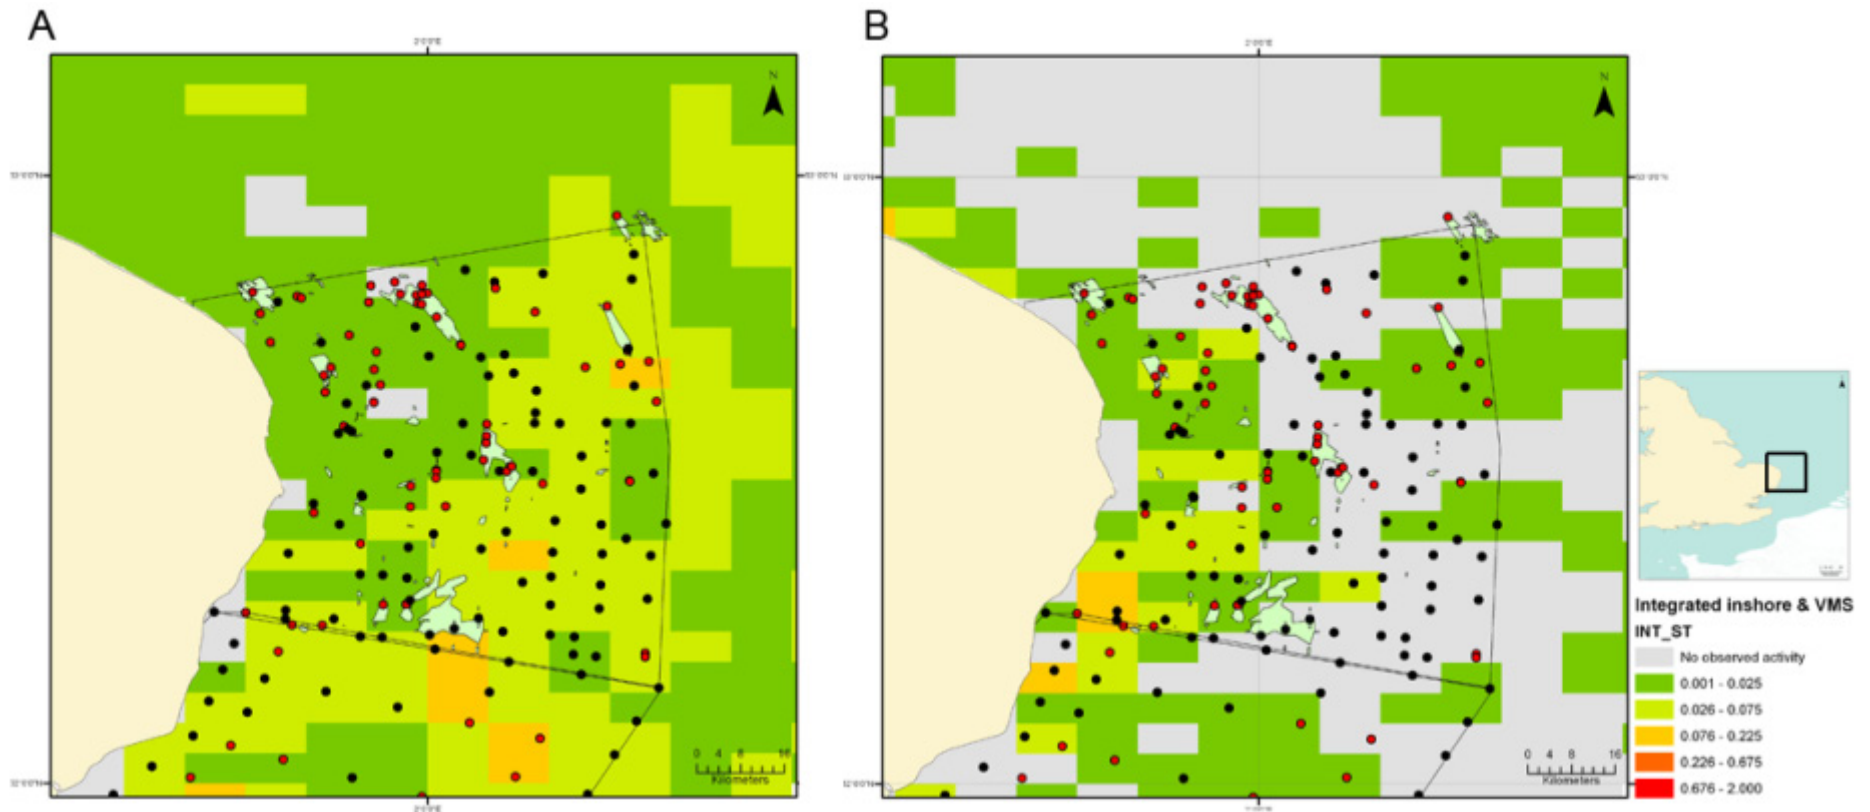 A
B
N
N
0 4 8 16
Kilometers
0 4 8 16
Kilometers
Integrated inshore & VMS
INT_ST
No observed activity
0.001 - 0.025
0.026 - 0.075
0.076 - 0.225
0.226 - 0.675
0.676 - 2.000